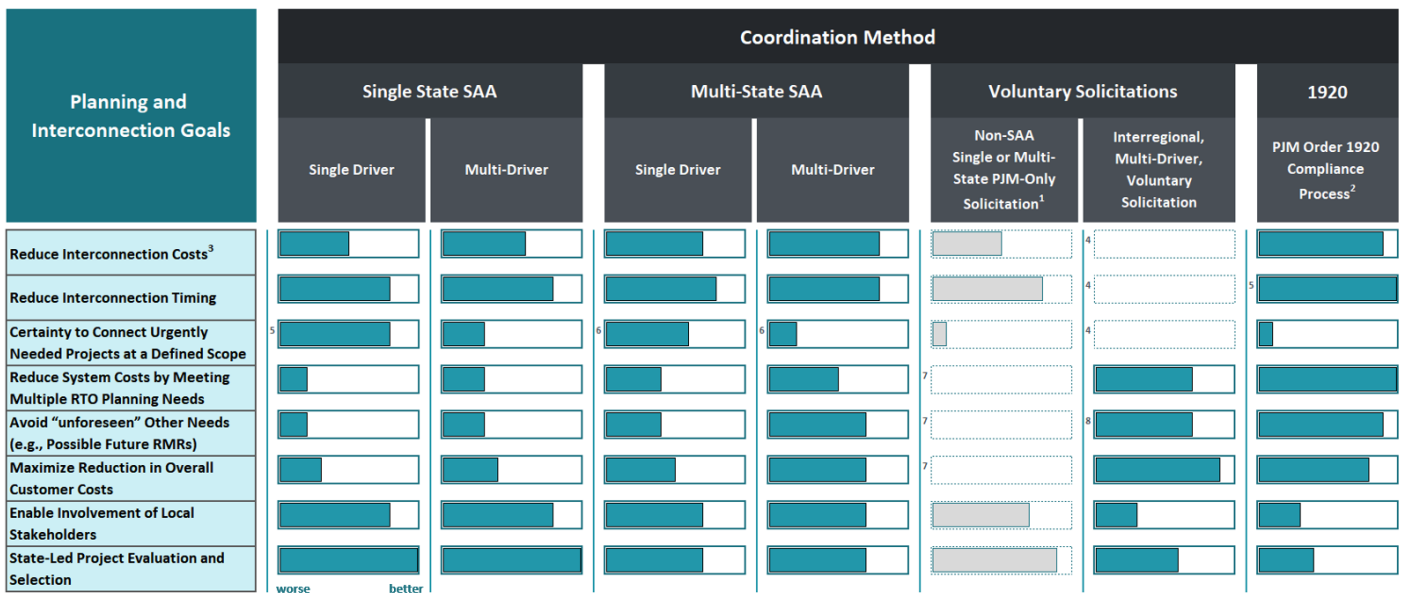 Coordination Method
Planning and
Interconnection Goals
Single State SAA
Multi-State SAA
Voluntary Solicitations
1920
Single Driver
Multi-Driver
Single Driver
Multi-Driver
Non-SAA
Single or Multi-
State PJM-Only
Solicitation¹
Interregional,
Multi-Driver,
Voluntary
Solicitation
PJM Order 1920
Compliance
Process²
Reduce Interconnection Costs³
4
Reduce Interconnection Timing
4
5
Certainty to Connect Urgently
Needed Projects at a Defined Scope
5
6
6
4
Reduce System Costs by Meeting
Multiple RTO Planning Needs
7
Avoid “unforeseen” Other Needs
(e.g., Possible Future RMRs)
7
8
Maximize Reduction in Overall
Customer Costs
7
Enable Involvement of Local
Stakeholders
State-Led Project Evaluation and
Selection
worse
better